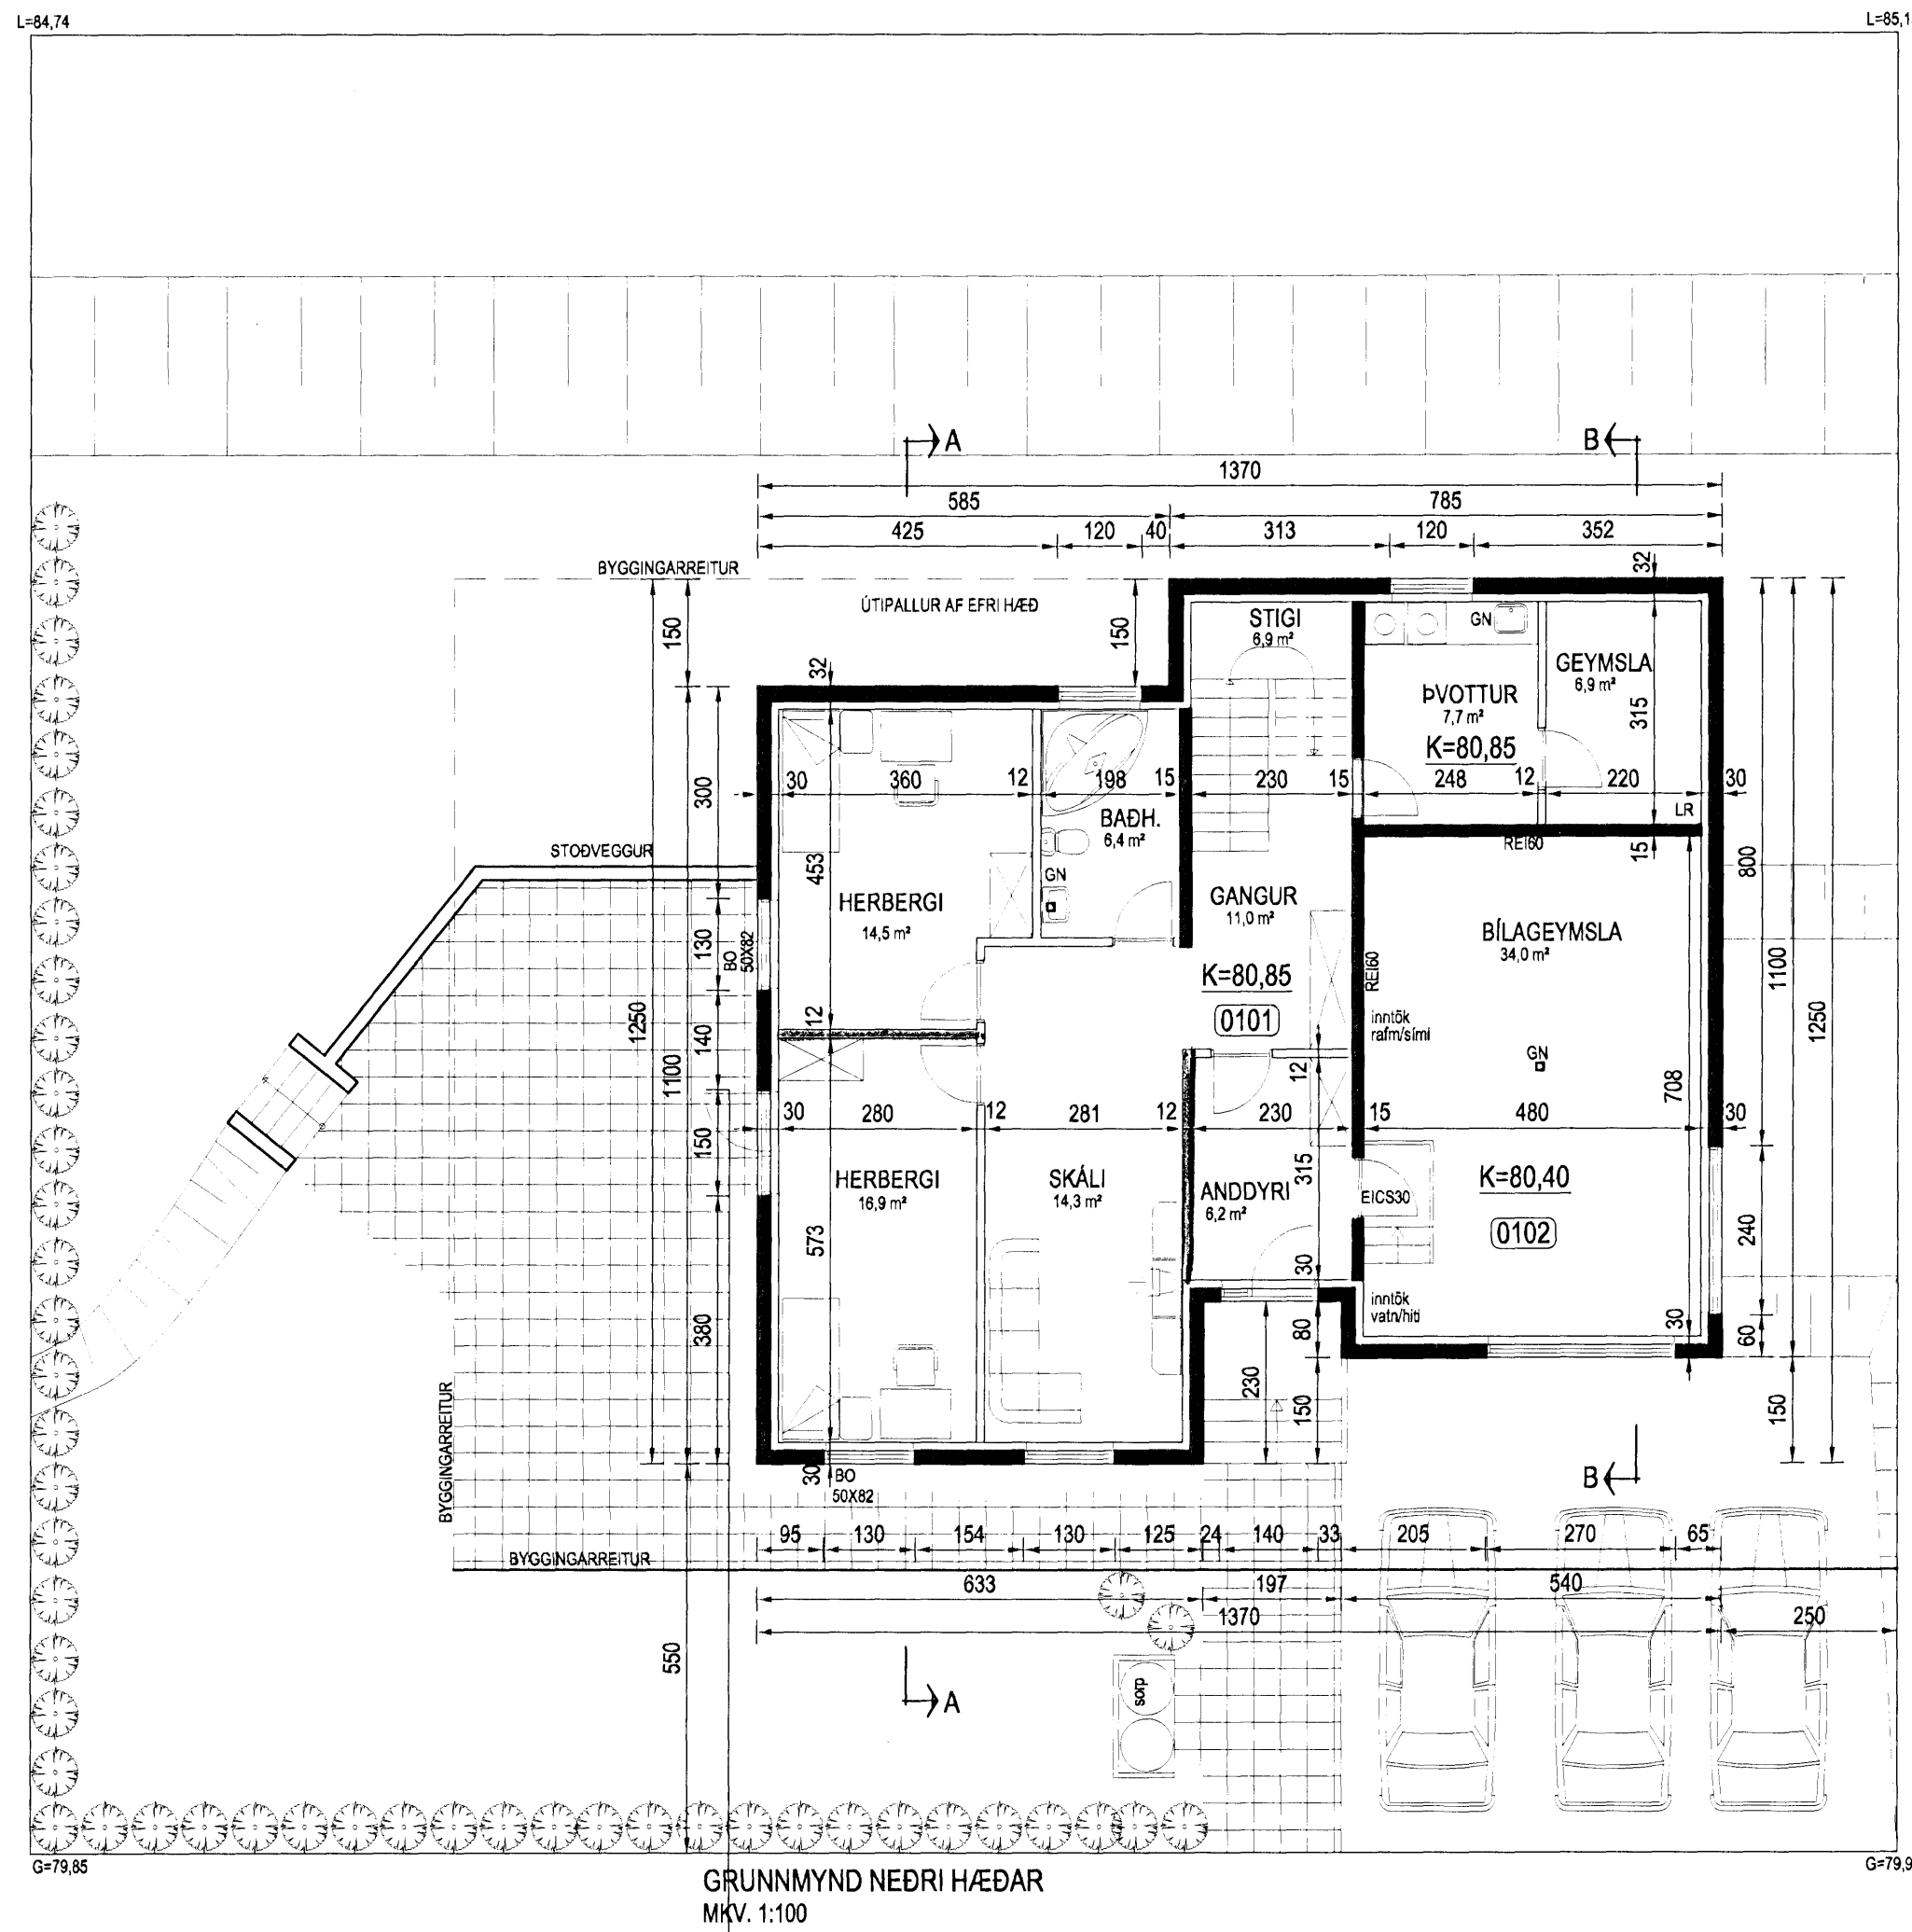 L=84,74
L=85,1
A
B
1370
585
785
425
120
40
313
120
352
BYGGINGARREITUR
32
ÚTIPALLUR AF EFRI HÆÐ
150
150
STIGI
6,9 m²
GN
GEYMSLA
6,9 m²
32
ÞVOTTUR
7,7 m²
315
K=80,85
300
30
360
12
198
15
230
15
248
12
220
30
LR
BAÐH.
6,4 m²
STOÐVEGGUR
REI60
15
800
453
GN
HERBERGI
14,5 m²
GANGUR
11,0 m²
BÍLAGEYMSLA
34,0 m²
130
BO
50X82
REI60
1100
K=80,85
12
0101
inntök
rafm/sími
1250
1250
140
1100
GN
12
708
30
280
12
281
12
230
15
480
30
150
315
HERBERGI
16,9 m²
SKÁLI
14,3 m²
ANDDYRI
6,2 m²
EICS30
K=80,40
0102
573
240
30
inntök
vatn/hiti
380
80
30
60
230
150
150
BYGGINGARREITUR
30
BO
50X82
B
95
130
154
130
125
24
140
33
205
270
65
BYGGINGARREITUR
633
197
540
1370
250
550
A
sorp
G=79,85
G=79,9
GRUNNMYND NEÐRI HÆÐAR
MKV. 1:100